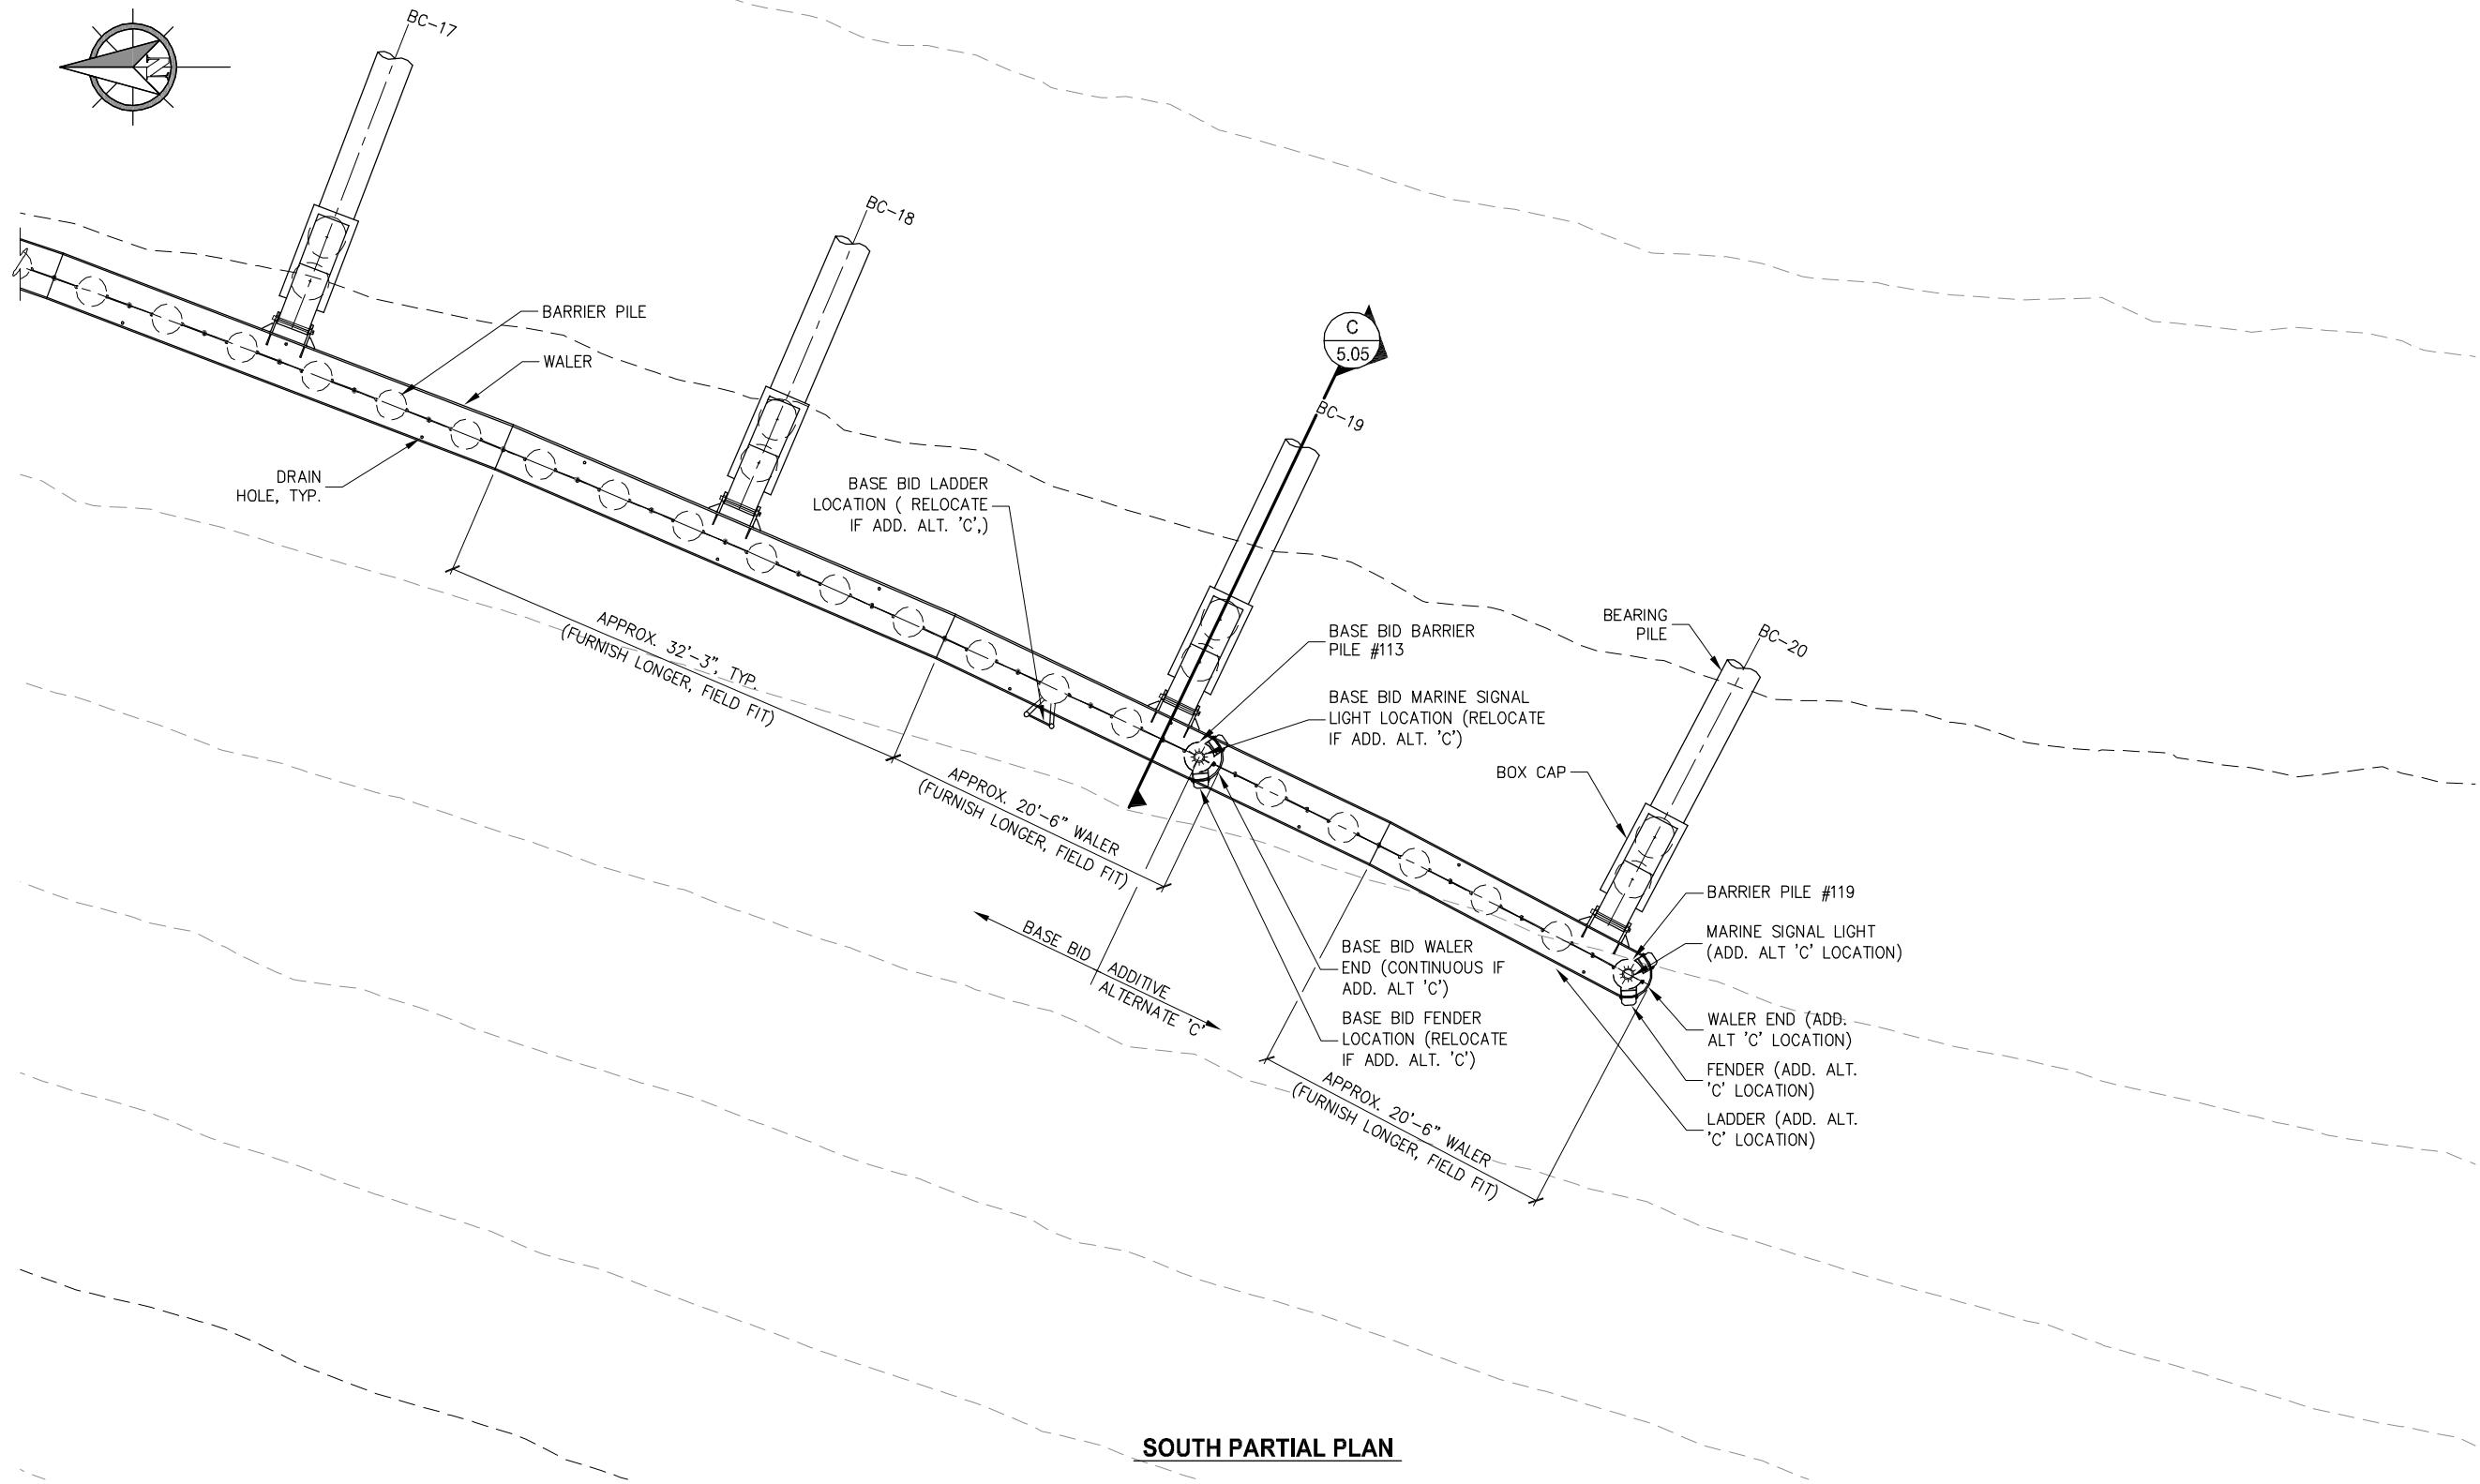 N
BC-17
BC-18
BARRIER PILE
WALER
DRAIN
HOLE, TYP.
C
5.05
BC-19
BASE BID LADDER
LOCATION ( RELOCATE
IF ADD. ALT. 'C',)
APPROX. 32'-3", TYP.
(FURNISH LONGER, FIELD FIT)
BASE BID BARRIER
PILE #113
BASE BID MARINE SIGNAL
LIGHT LOCATION (RELOCATE
IF ADD. ALT. 'C')
BEARING
PILE
BC-20
BOX CAP
APPROX. 20'-6" WALER
(FURNISH LONGER, FIELD FIT)
BASE BID
ADDITIVE
ALTERNATE 'C'
BASE BID WALER
END (CONTINUOUS IF
ADD. ALT 'C')
BASE BID FENDER
LOCATION (RELOCATE
IF ADD. ALT. 'C')
BARRIER PILE #119
MARINE SIGNAL LIGHT
(ADD. ALT 'C' LOCATION)
WALER END (ADD.
ALT 'C' LOCATION)
FENDER (ADD. ALT.
'C' LOCATION)
LADDER (ADD. ALT.
'C' LOCATION)
APPROX. 20'-6" WALER
(FURNISH LONGER, FIELD FIT)
SOUTH PARTIAL PLAN